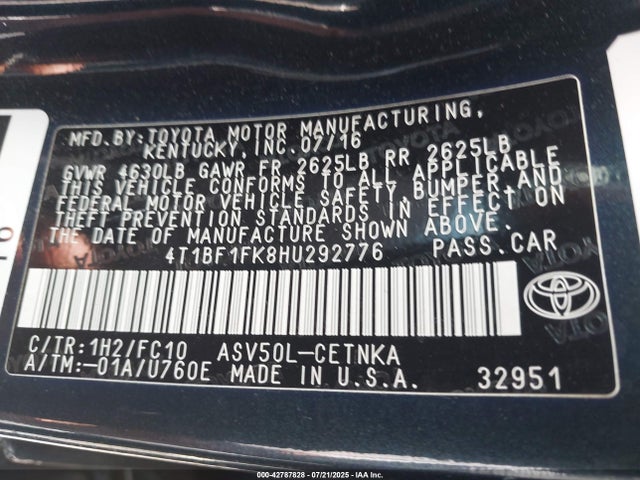 MFD.BY:TOYOTA MOTOR MANUFACTURING,
KENTUCKY, INC.07/16
GVWR 4630LB GAWR FR 2625LB RR 2625LB
THIS VEHICLE CONFORMS TO ALL APPLICABLE
FEDERAL MOTOR VEHICLE SAFETY, BUMPER,AND
THEFT PREVENTION STANDARDS IN EFFECT ON
THE DATE OF MANUFACTURE SHOWN ABOVE.
4T1BF1FK8HU292776 PASS.CAR
C/TR:1H2/FC10 ASV50L-CETNKA
A/TM:-01A/U760E MADE IN U.S.A. 32951
000-42787828 - 07/21/2025 - IAA Inc.